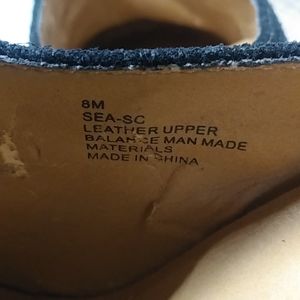 8M
SEA-SC
LEATHER UPPER
BALANCE MAN MADE
MATERIALS
MADE IN CHINA